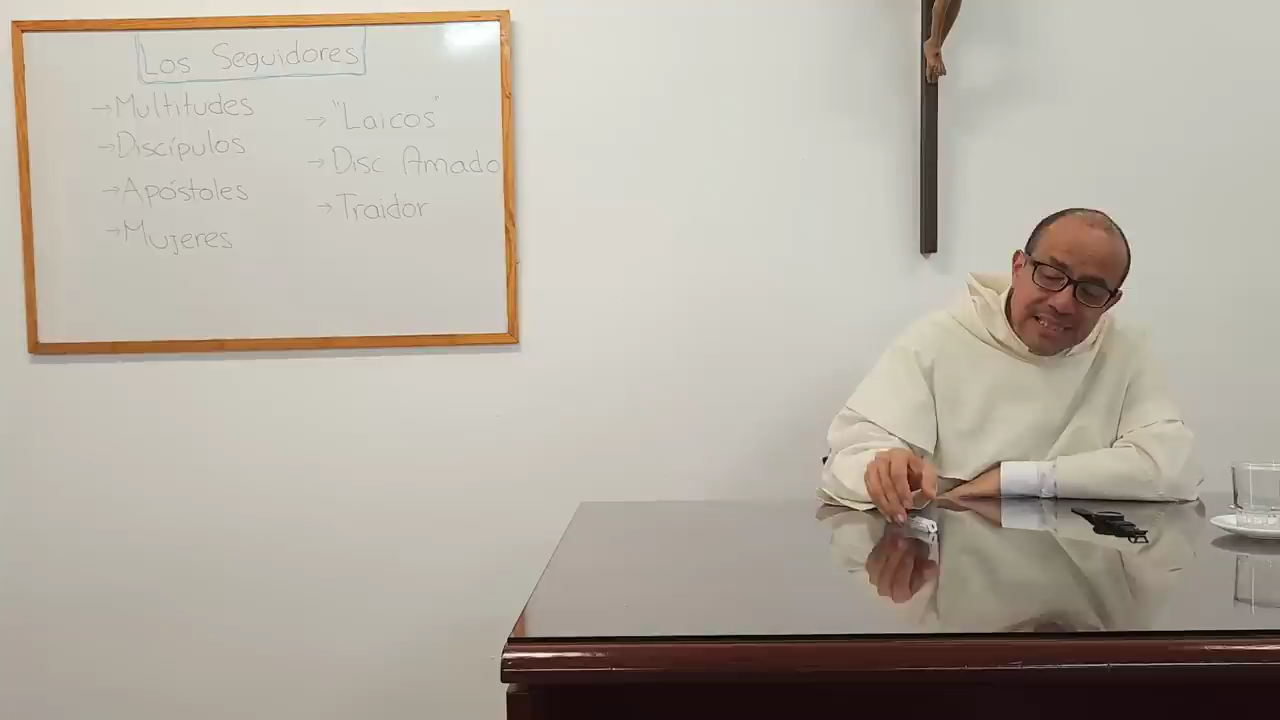 Los Seguidores
→Multitudes
→Discípulos
→Apóstoles
→Mujeres
→ "Laicos"
→ Disc Amado
→ Traidor